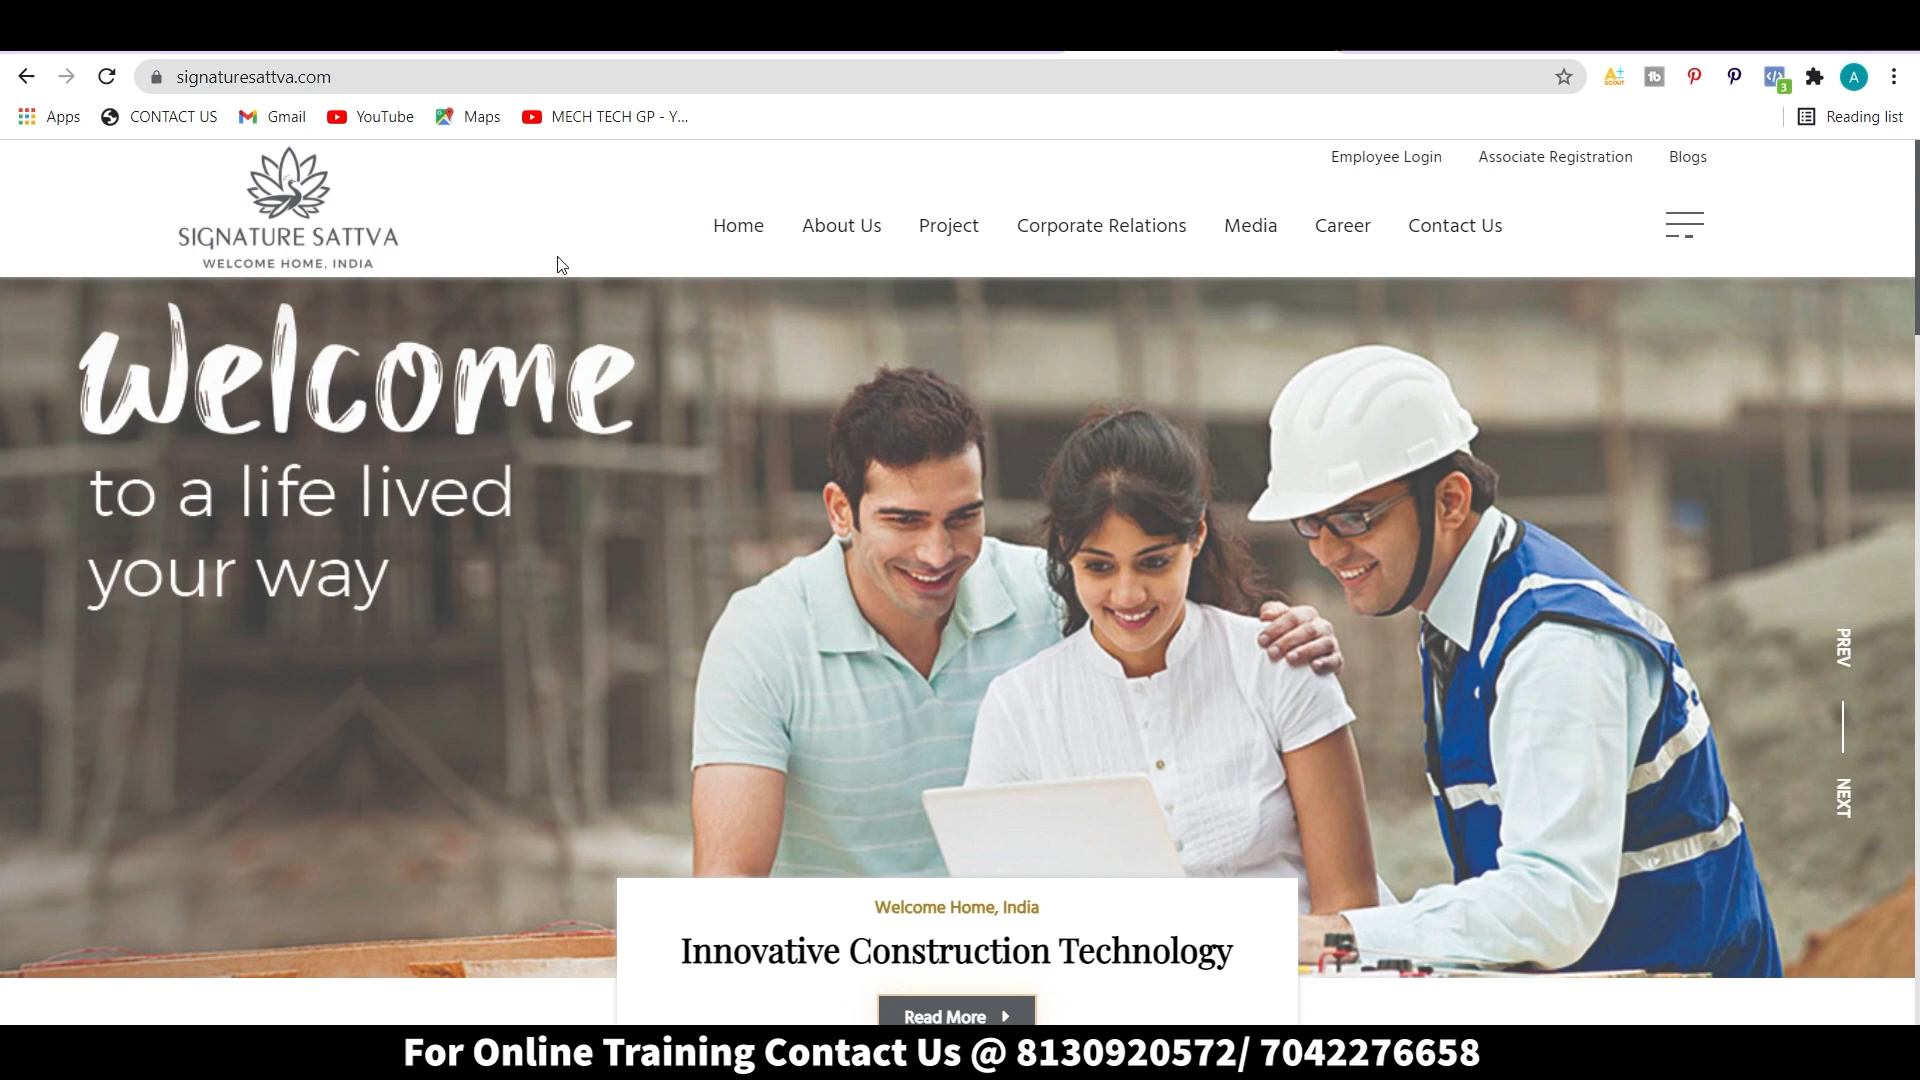 signaturesattva.com
Apps CONTACT US Gmail YouTube Maps MECH TECH GP - Y... Reading list
Employee Login Associate Registration Blogs
SIGNATURE SATTVA
WELCOME HOME, INDIA
Home About Us Project Corporate Relations Media Career Contact Us
Welcome
to a life lived
your way
PREV
NEXT
Welcome Home, India
Innovative Construction Technology
Read More
For Online Training Contact Us @ 8130920572/ 7042276658